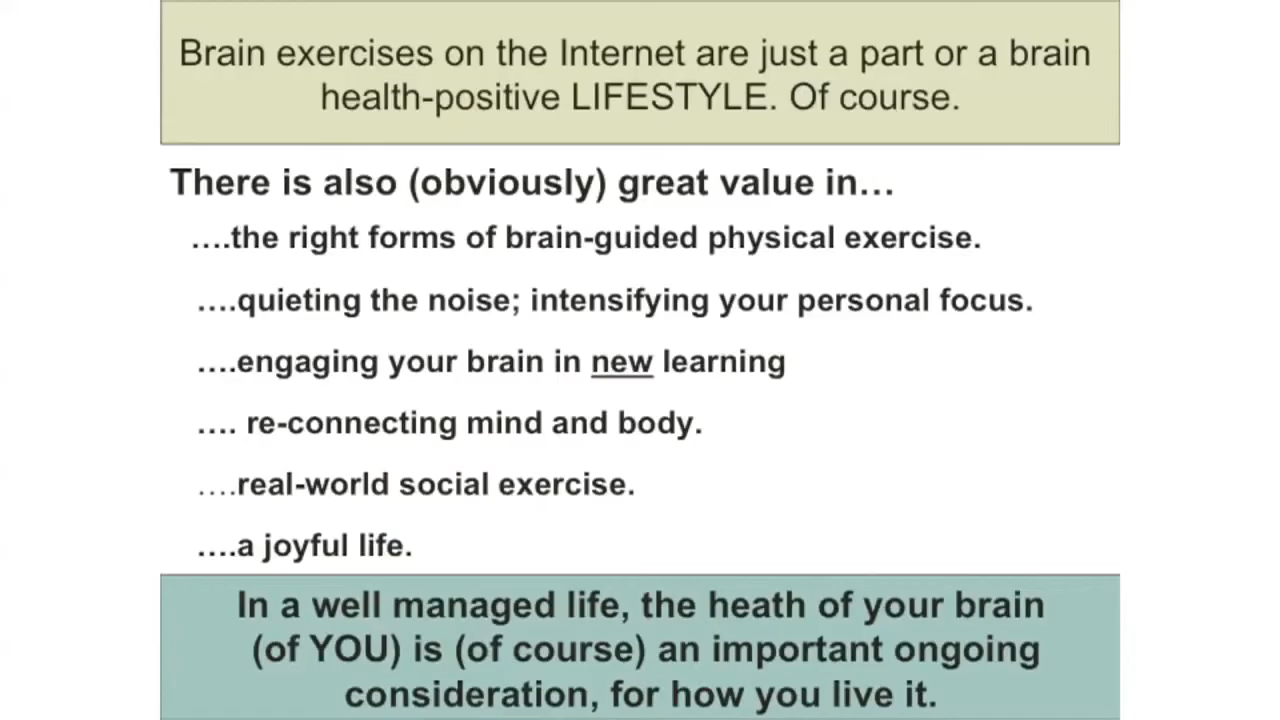 Brain exercises on the Internet are just a part or a brain
health-positive LIFESTYLE. Of course.
There is also (obviously) great value in…
….the right forms of brain-guided physical exercise.
….quieting the noise; intensifying your personal focus.
….engaging your brain in new learning
…. re-connecting mind and body.
….real-world social exercise.
….a joyful life.
In a well managed life, the heath of your brain
(of YOU) is (of course) an important ongoing
consideration, for how you live it.